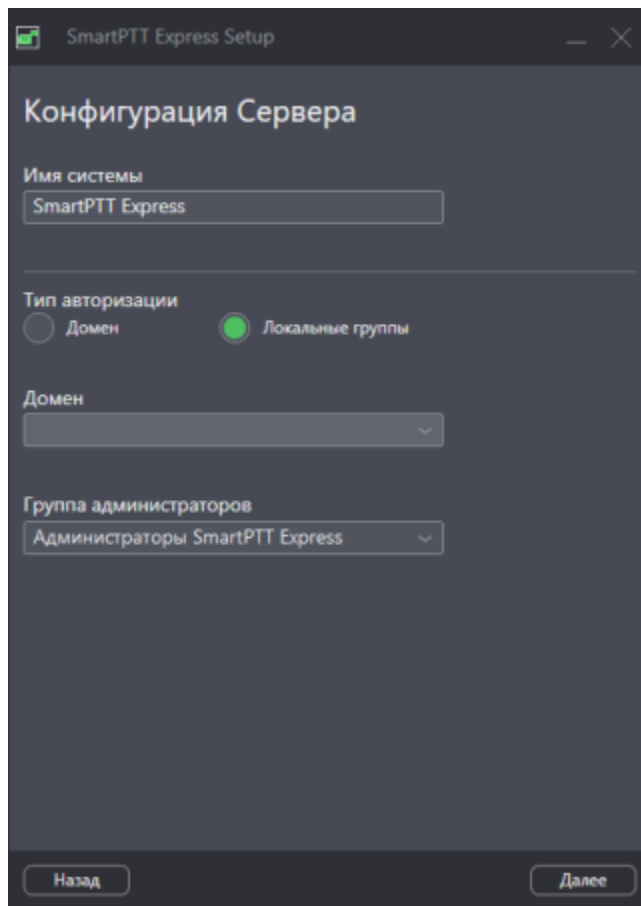 SmartPTT Express Setup
Конфигурация Сервера
Имя системы
SmartPTT Express
Тип авторизации
Домен Локальные группы
Домен
Группа администраторов
Администраторы SmartPTT Express
Назад Далее